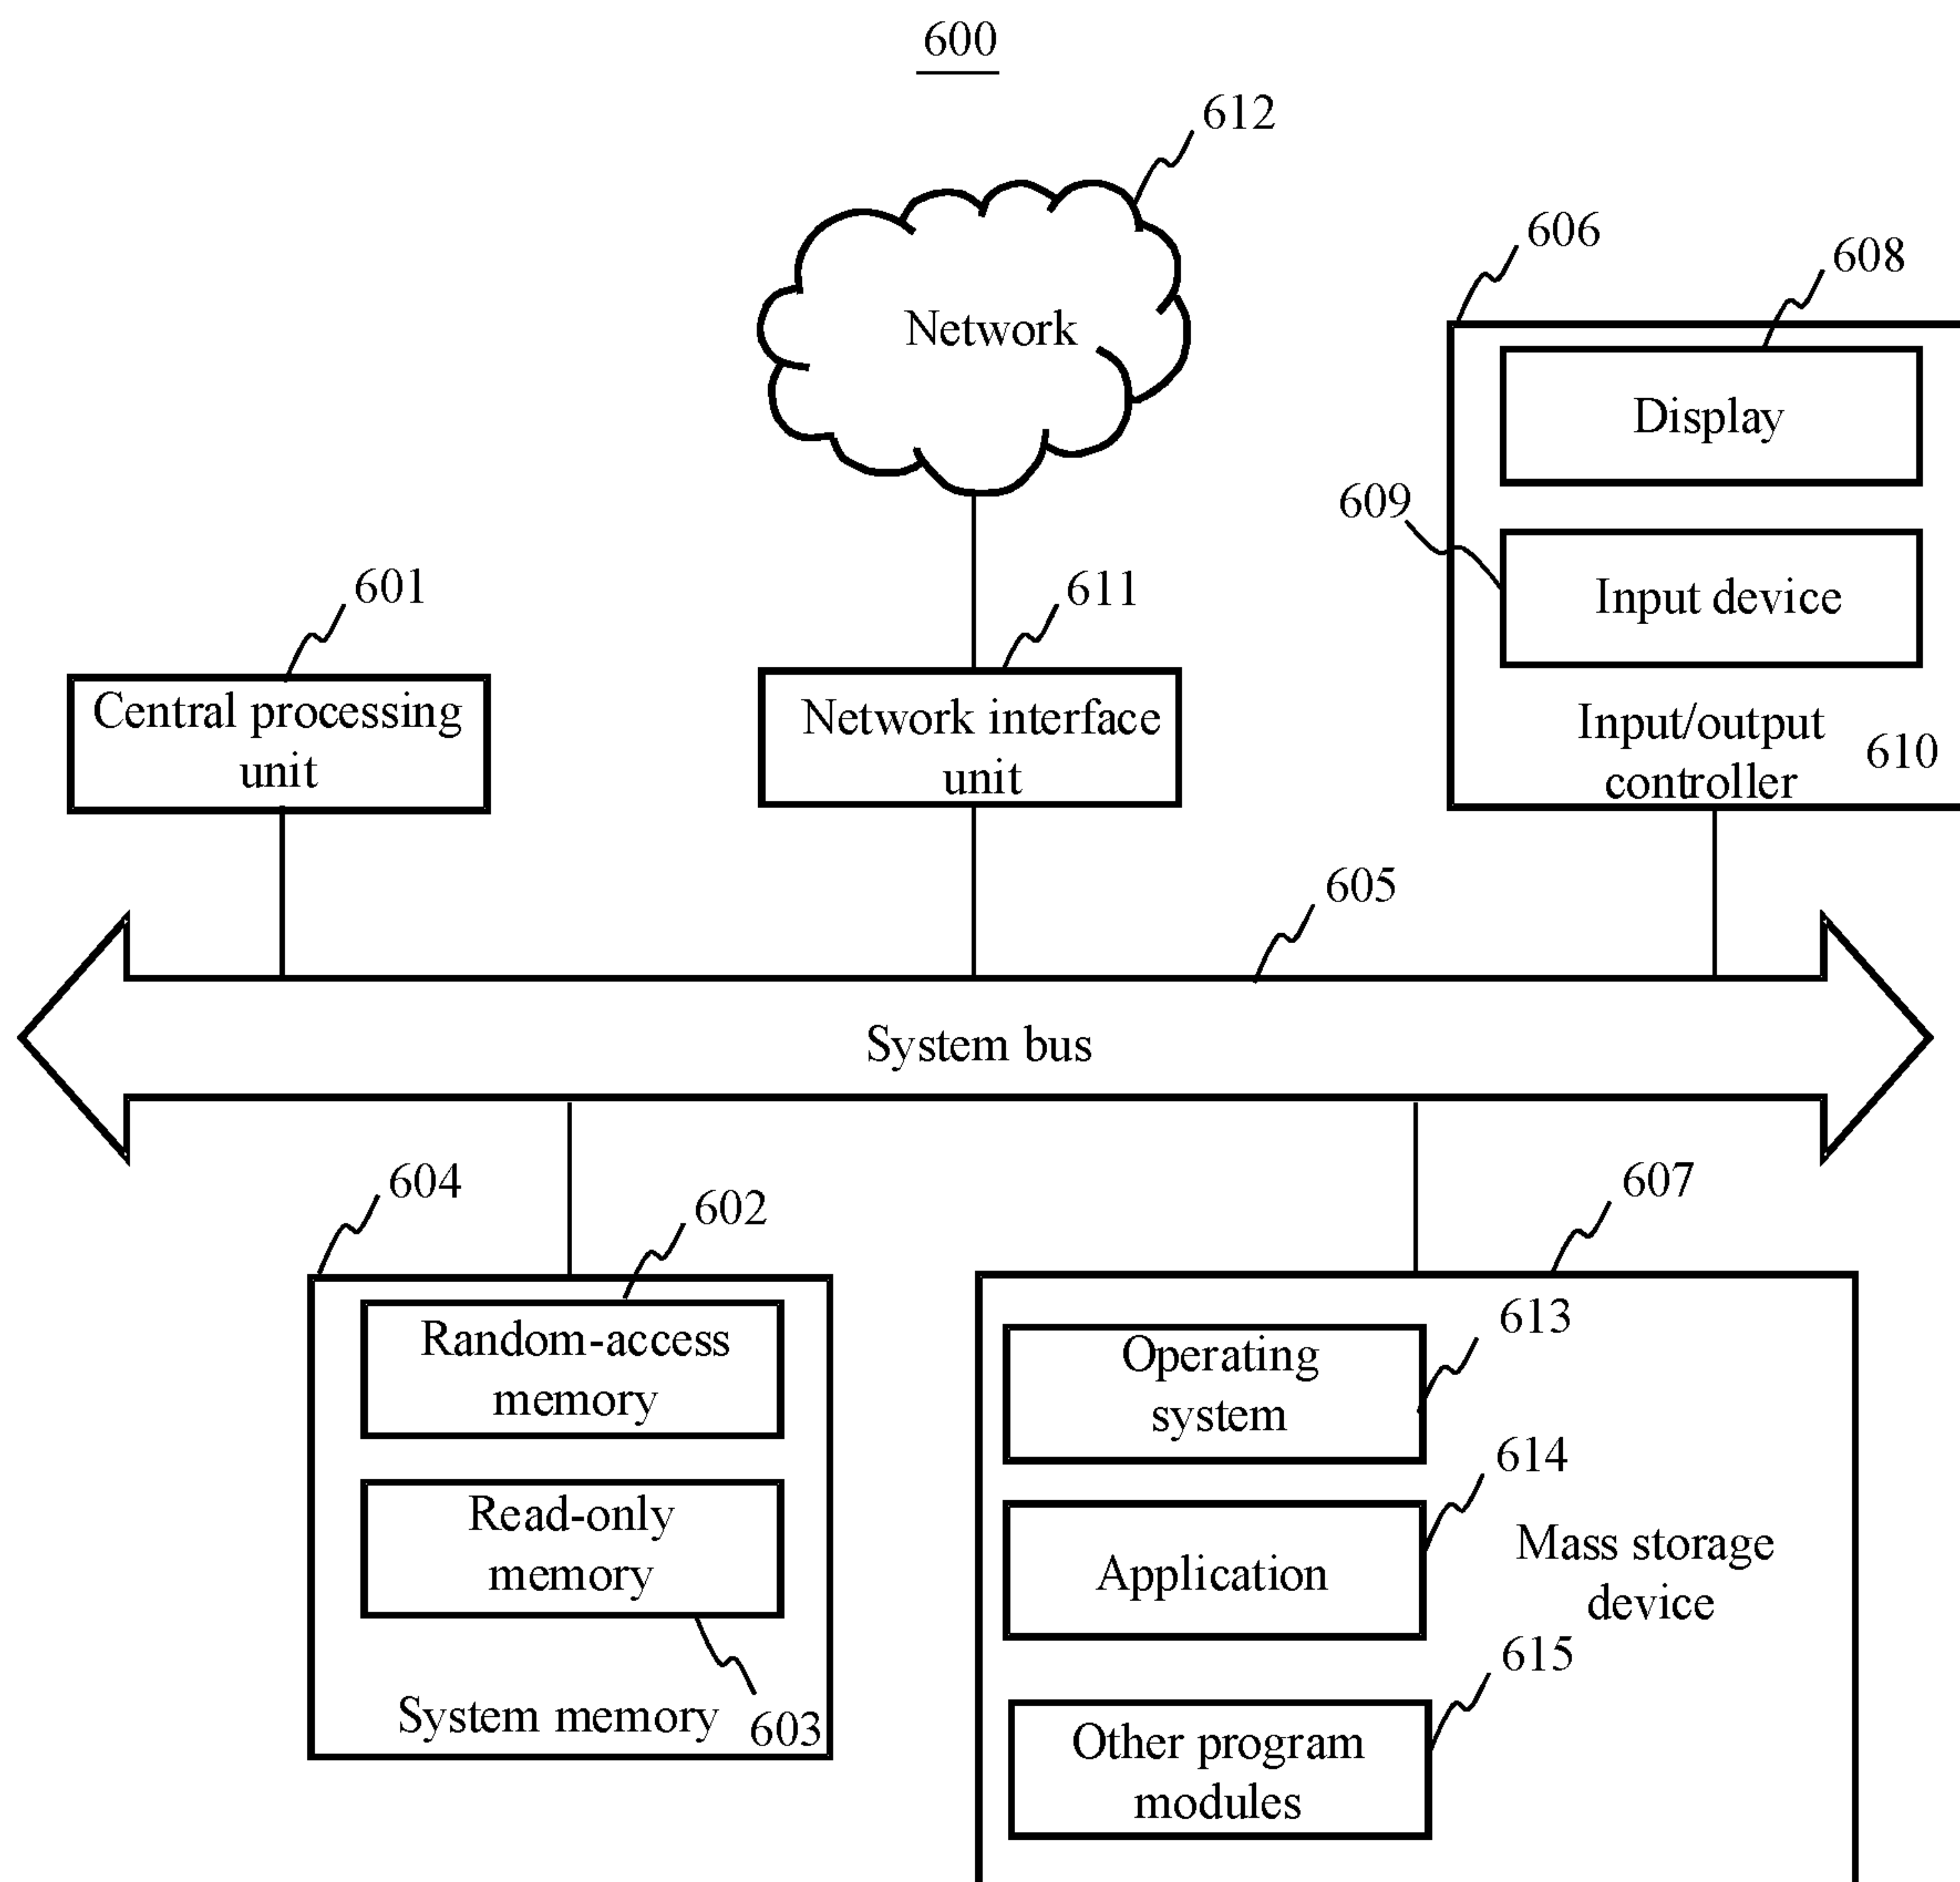 600
612
Network
606
608
Display
609
Input device
Input/output
controller
610
601
Central processing
unit
611
Network interface
unit
605
System bus
604
602
Random-access
memory
Read-only
memory
System memory
603
607
613
Operating
system
614
Application
Mass storage
device
615
Other program
modules